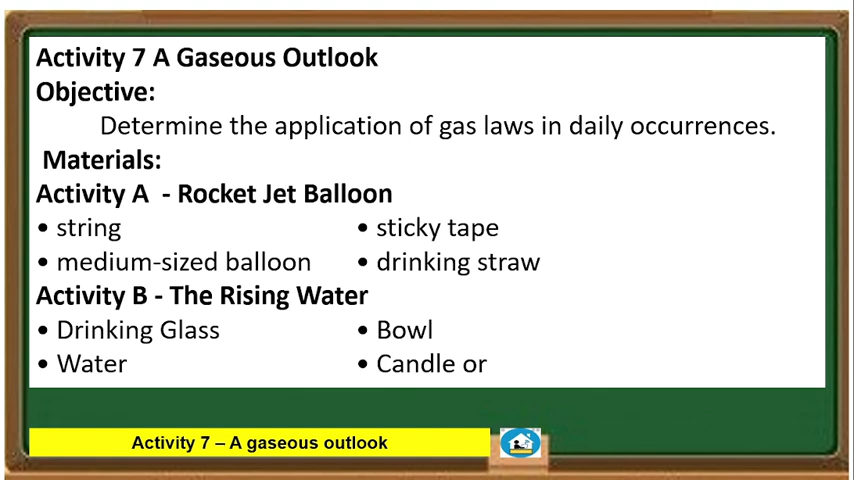 Activity 7 A Gaseous Outlook
Objective:
Determine the application of gas laws in daily occurrences.
Materials:
Activity A - Rocket Jet Balloon
• string • sticky tape
• medium-sized balloon • drinking straw
Activity B - The Rising Water
• Drinking Glass • Bowl
• Water • Candle or
Activity 7 – A gaseous outlook